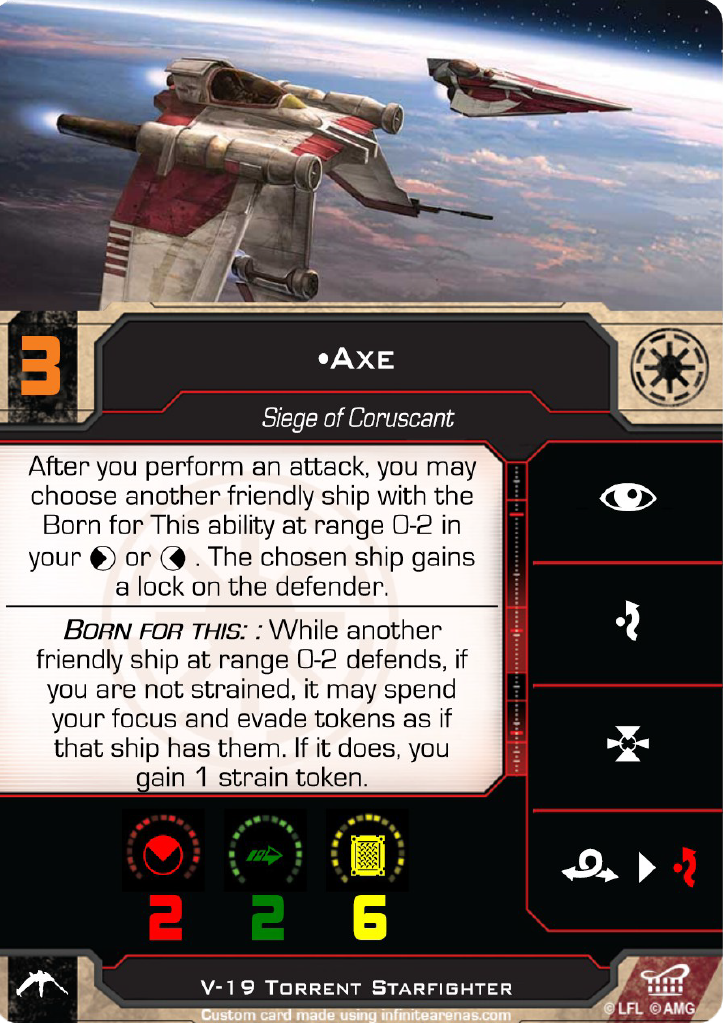 3
•Axe
Siege of Coruscant
After you perform an attack, you may
choose another friendly ship with the
Born for This ability at range 0-2 in
your or . The chosen ship gains
a lock on the defender.
Born for this: : While another
friendly ship at range 0-2 defends, if
you are not strained, it may spend
your focus and evade tokens as if
that ship has them. If it does, you
gain 1 strain token.
2 2 6
V-19 Torrent Starfighter
© LFL © AMG
Custom card made using infinitearenas.com